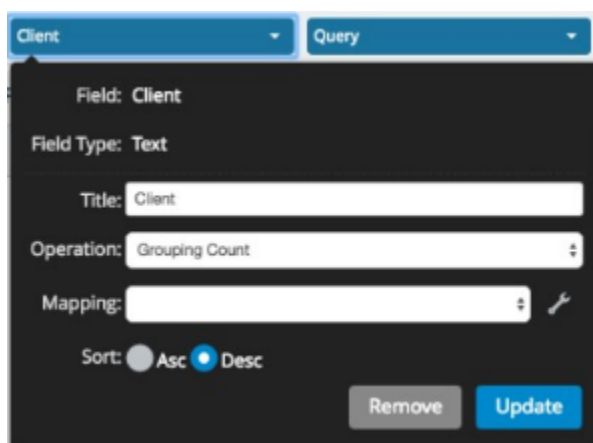 Client Query
Field: Client
Field Type: Text
Title: Client
Operation: Grouping Count
Mapping:
Sort: Asc Desc
Remove Update